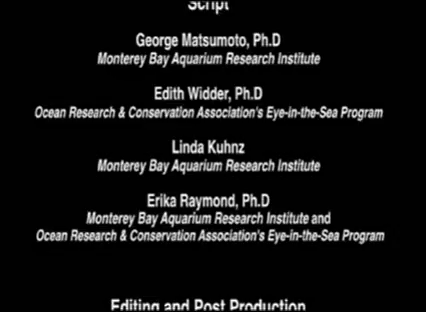 Script
George Matsumoto, Ph.D
Monterey Bay Aquarium Research Institute
Edith Widder, Ph.D
Ocean Research & Conservation Association's Eye-in-the-Sea Program
Linda Kuhnz
Monterey Bay Aquarium Research Institute
Erika Raymond, Ph.D
Monterey Bay Aquarium Research Institute and
Ocean Research & Conservation Association's Eye-in-the-Sea Program
Editing and Post Production